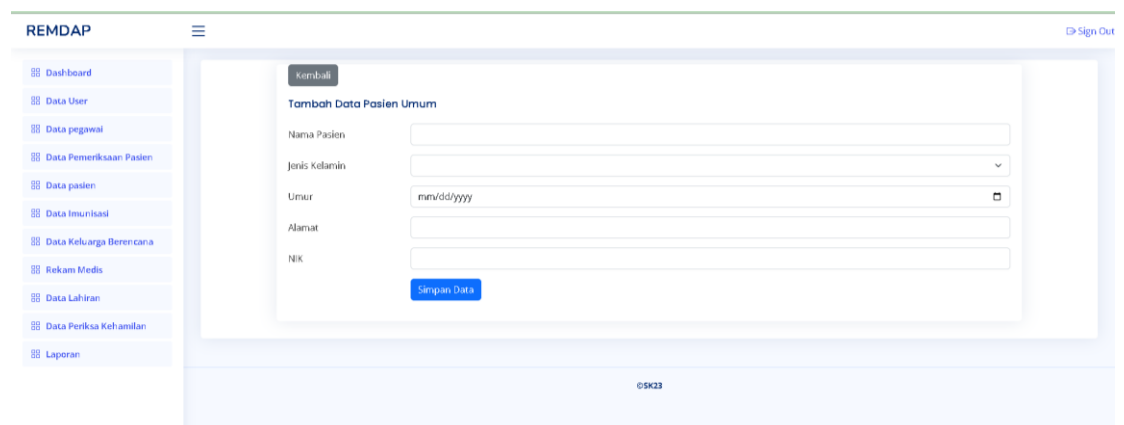 REMDAP
Sign Out
Dashboard
Data User
Data pegawai
Data Pemeriksaan Pasien
Data pasien
Data Imunisasi
Data Keluarga Berencana
Rekam Medis
Data Lahiran
Data Periksa Kehamilan
Laporan
Kembali
Tambah Data Pasien Umum
Nama Pasien
Jenis Kelamin
Umur
mm/dd/yyyy
Alamat
NIK
Simpan Data
©SK23